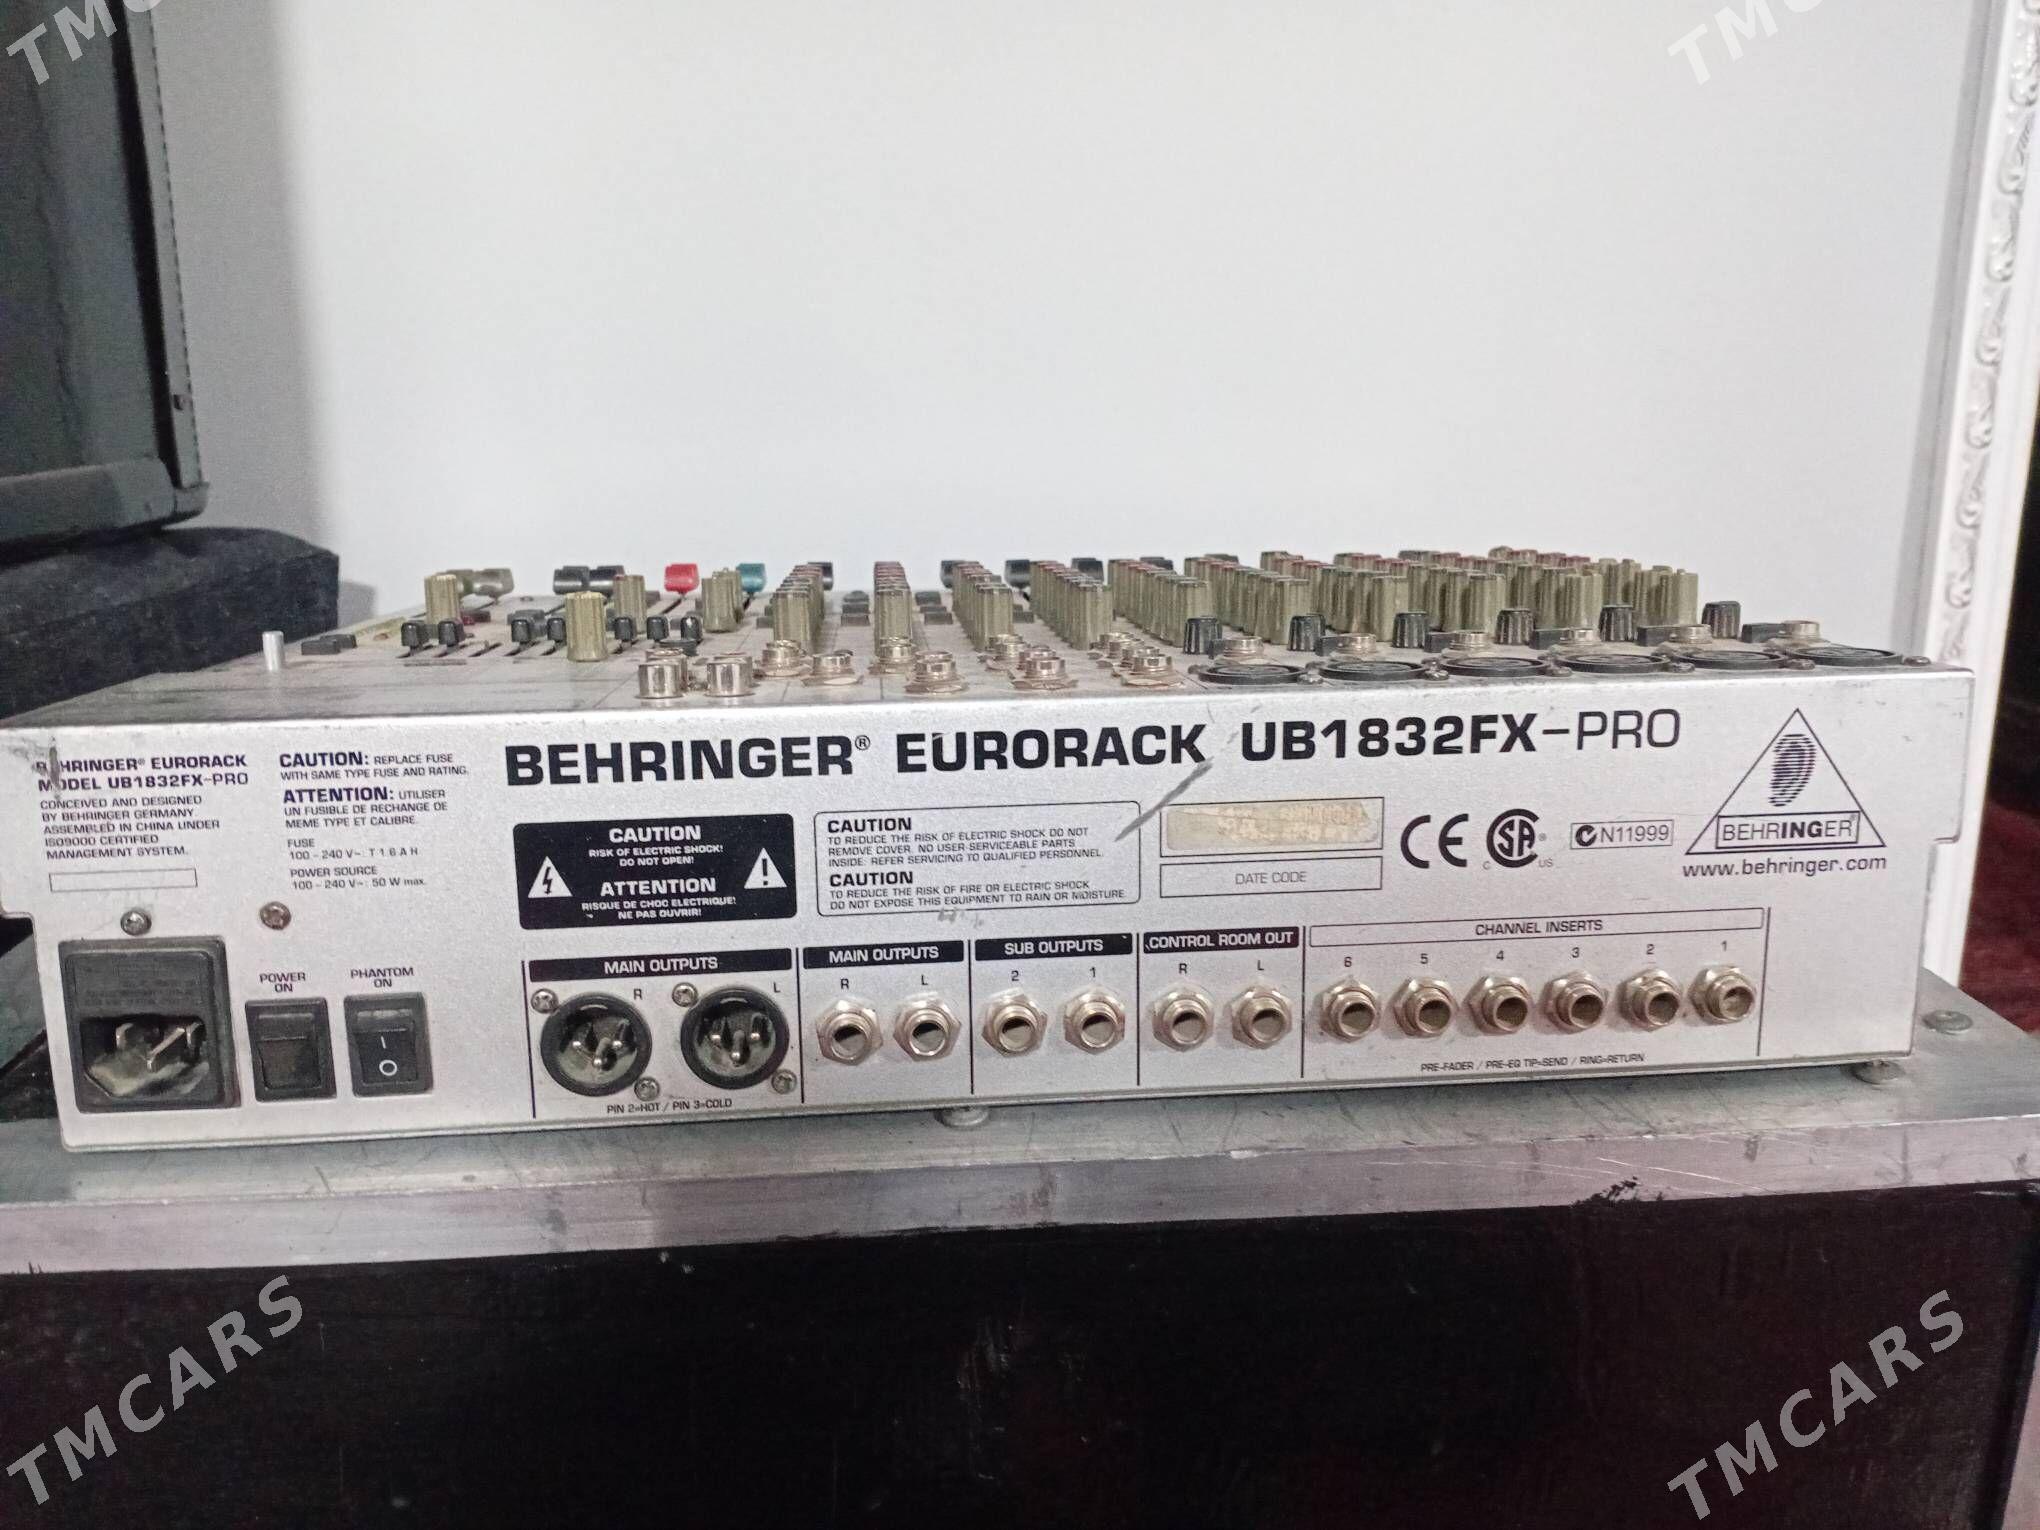 BEHRINGER® EURORACK UB1832FX-PRO
BEHRINGER® EURORACK
MODEL UB1832FX-PRO
CONCEIVED AND DESIGNED
BY BEHRINGER GERMANY
ASSEMBLED IN CHINA UNDER
ISO9000 CERTIFIED
MANAGEMENT SYSTEM.
CAUTION: REPLACE FUSE
WITH SAME TYPE FUSE AND RATING.
ATTENTION: UTILISER
UN FUSIBLE DE RECHANGE DE
MEME TYPE ET CALIBRE.
FUSE
100 - 240 V~: T 1.6 A H
POWER SOURCE
100 - 240 V~: 50 W max.
CAUTION
RISK OF ELECTRIC SHOCK!
DO NOT OPEN!
ATTENTION
RISQUE DE CHOC ELECTRIQUE!
NE PAS OUVRIR!
CAUTION
TO REDUCE THE RISK OF ELECTRIC SHOCK DO NOT
REMOVE COVER. NO USER-SERVICEABLE PARTS
INSIDE. REFER SERVICING TO QUALIFIED PERSONNEL.
CAUTION
TO REDUCE THE RISK OF FIRE OR ELECTRIC SHOCK
DO NOT EXPOSE THIS EQUIPMENT TO RAIN OR MOISTURE.
DATE CODE
CE
C SA® US
N11999
BEHRINGER
www.behringer.com
POWER
ON
PHANTOM
ON
I
O
MAIN OUTPUTS
R L
PIN 2=HOT / PIN 3=COLD
MAIN OUTPUTS
R L
SUB OUTPUTS
2 1
CONTROL ROOM OUT
R L
CHANNEL INSERTS
6 5 4 3 2 1
PRE-FADER / PRE-EQ TIP=SEND / RING=RETURN
TMCARS
TMCARS